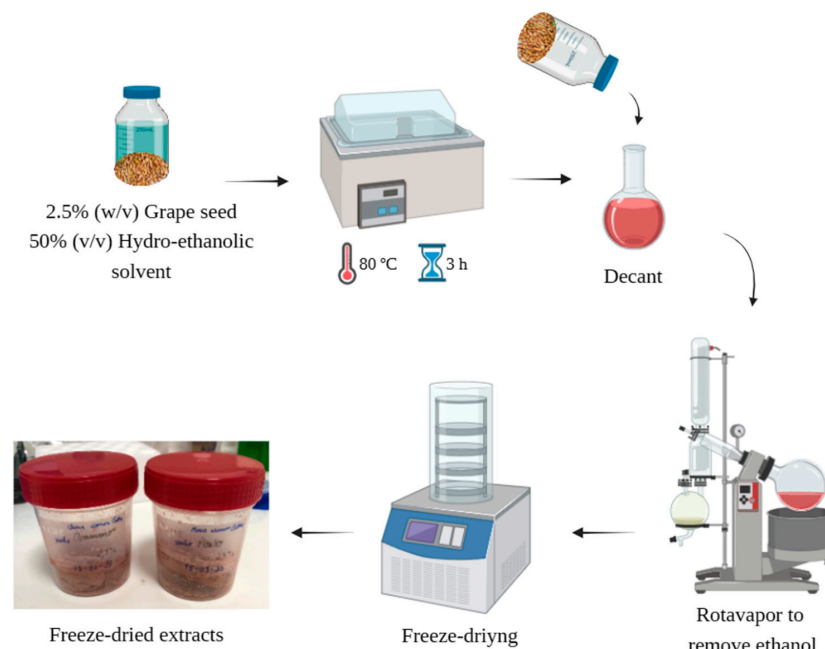 2.5% (w/v) Grape seed
50% (v/v) Hydro-ethanolic
solvent
80 °C
3 h
Decant
Rotavapor to
remove ethanol
Freeze-driyng
Freeze-dried extracts